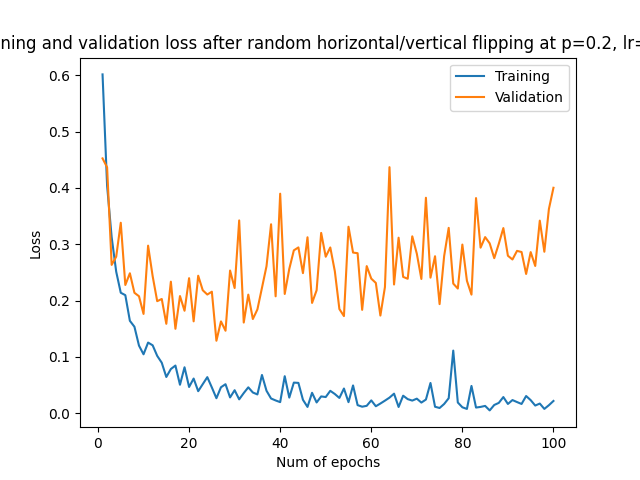 ning and validation loss after random horizontal/vertical flipping at p=0.2, lr=
Training
Validation
Loss
0.6
0.5
0.4
0.3
0.2
0.1
0.0
0 20 40 60 80 100
Num of epochs